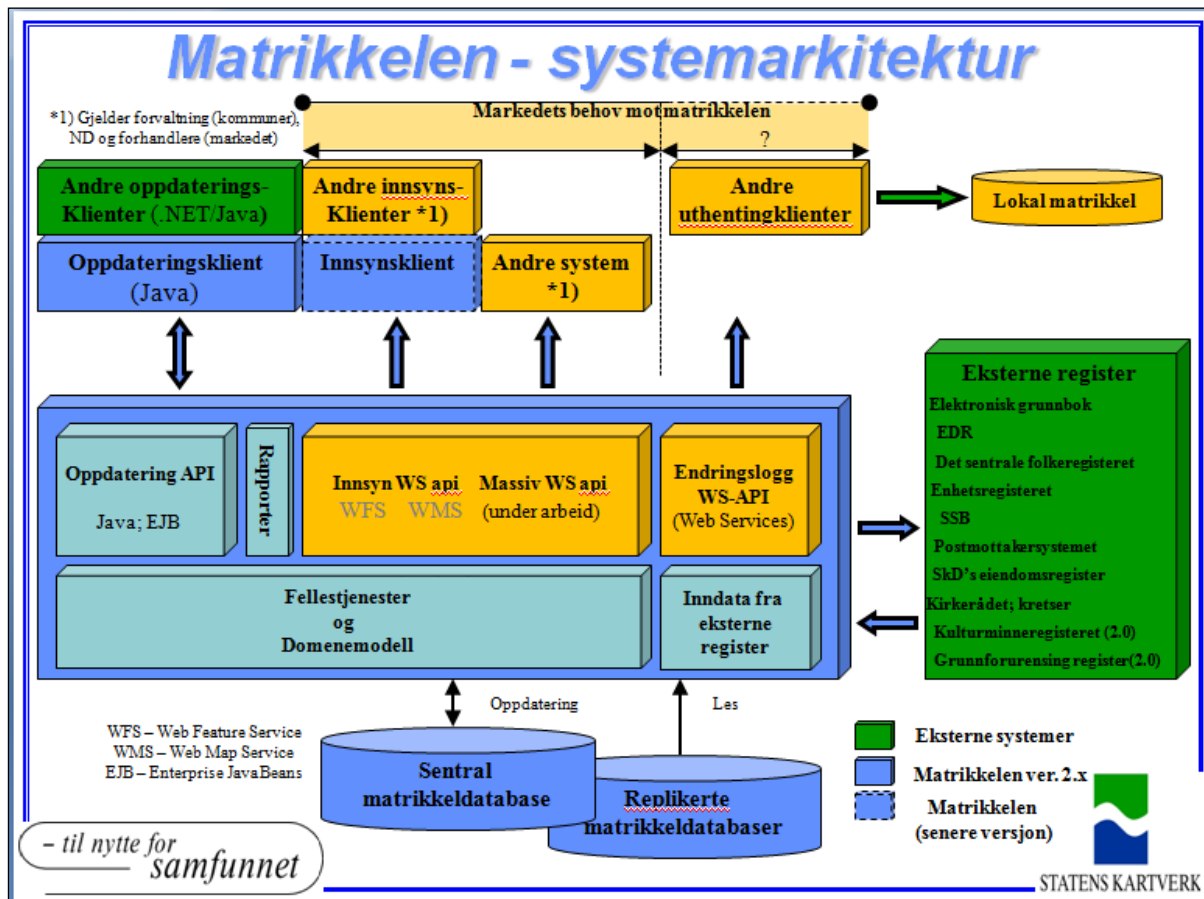 Matrikkelen - systemarkitektur
*1) Gjelder forvaltning (kommuner),
ND og forhandlere (markedet)
Markedets behov mot matrikkelen
?
Andre oppdaterings-
Klienter (.NET/Java)
Andre innsyns-
Klienter *1)
Andre
uthentingklienter
Lokal matrikkel
Oppdateringsklient
(Java)
Innsynsklient
Andre system
*1)
Oppdatering API
Java; EJB
Rapporter
Innsyn WS api
WFS WMS
Massiv WS api
(under arbeid)
Endringslogg
WS-API
(Web Services)
Fellestjenester
og
Domenemodell
Inndata fra
eksterne
register
Eksterne register
Elektronisk grunnbok
EDR
Det sentrale folkeregisteret
Enhetsregisteret
SSB
Postmottakersystemet
SkD's eiendomsregister
Kirkerådet; kretser
Kulturminneregisteret (2.0)
Grunnforurensing register(2.0)
Oppdatering
Les
WFS – Web Feature Service
WMS – Web Map Service
EJB – Enterprise JavaBeans
Sentral
matrikkeldatabase
Replikerte
matrikkeldatabaser
Eksterne systemer
Matrikkelen ver. 2.x
Matrikkelen
(senere versjon)
– til nytte for
samfunnet
STATENS KARTVERK